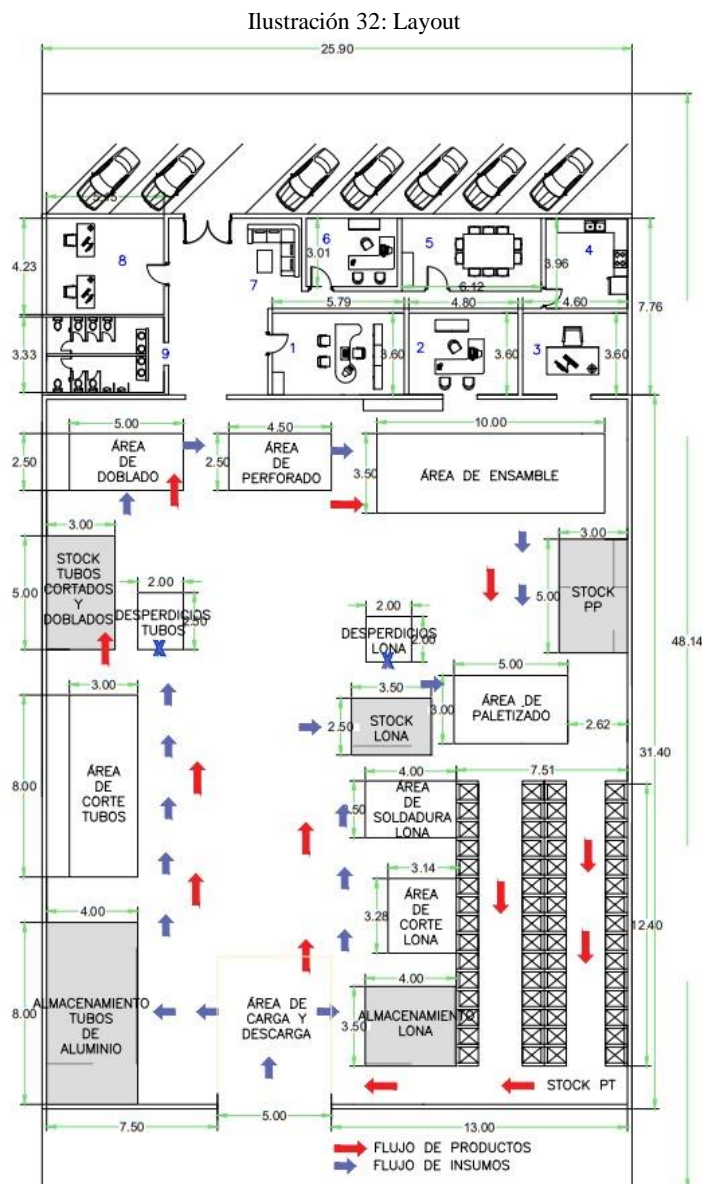 Ilustración 32: Layout
25.90
4.23
3.33
8
9
7
6
3.01
5
6.12
3.96
4
7.76
5.79
4.80
4.60
1
3.60
2
3.60
3
3.60
5.00
2.50
ÁREA
DE
DOBLADO
4.50
2.50
ÁREA
DE
PERFORADO
10.00
3.50
ÁREA DE ENSAMBLE
3.00
5.00
STOCK
TUBOS
CORTADOS
Y
DOBLADOS
2.00
DESPERDICIOS
TUBOS
2.50
X
2.00
DESPERDICIOS
LONA
2.00
X
3.00
5.00
STOCK
PP
48.14
5.00
3.00
ÁREA DE
PALETIZADO
2.62
31.40
3.50
2.50
STOCK
LONA
3.00
8.00
ÁREA
DE
CORTE
TUBOS
4.00
7.51
ÁREA
DE
SOLDADURA
LONA
3.14
3.28
ÁREA
DE
CORTE
LONA
12.40
4.00
8.00
ALMACENAMIENTO
TUBOS
DE
ALUMINIO
ÁREA DE
CARGA Y
DESCARGA
4.00
3.50
ALMACENAMIENTO
LONA
STOCK PT
7.50
5.00
13.00
FLUJO DE PRODUCTOS
FLUJO DE INSUMOS